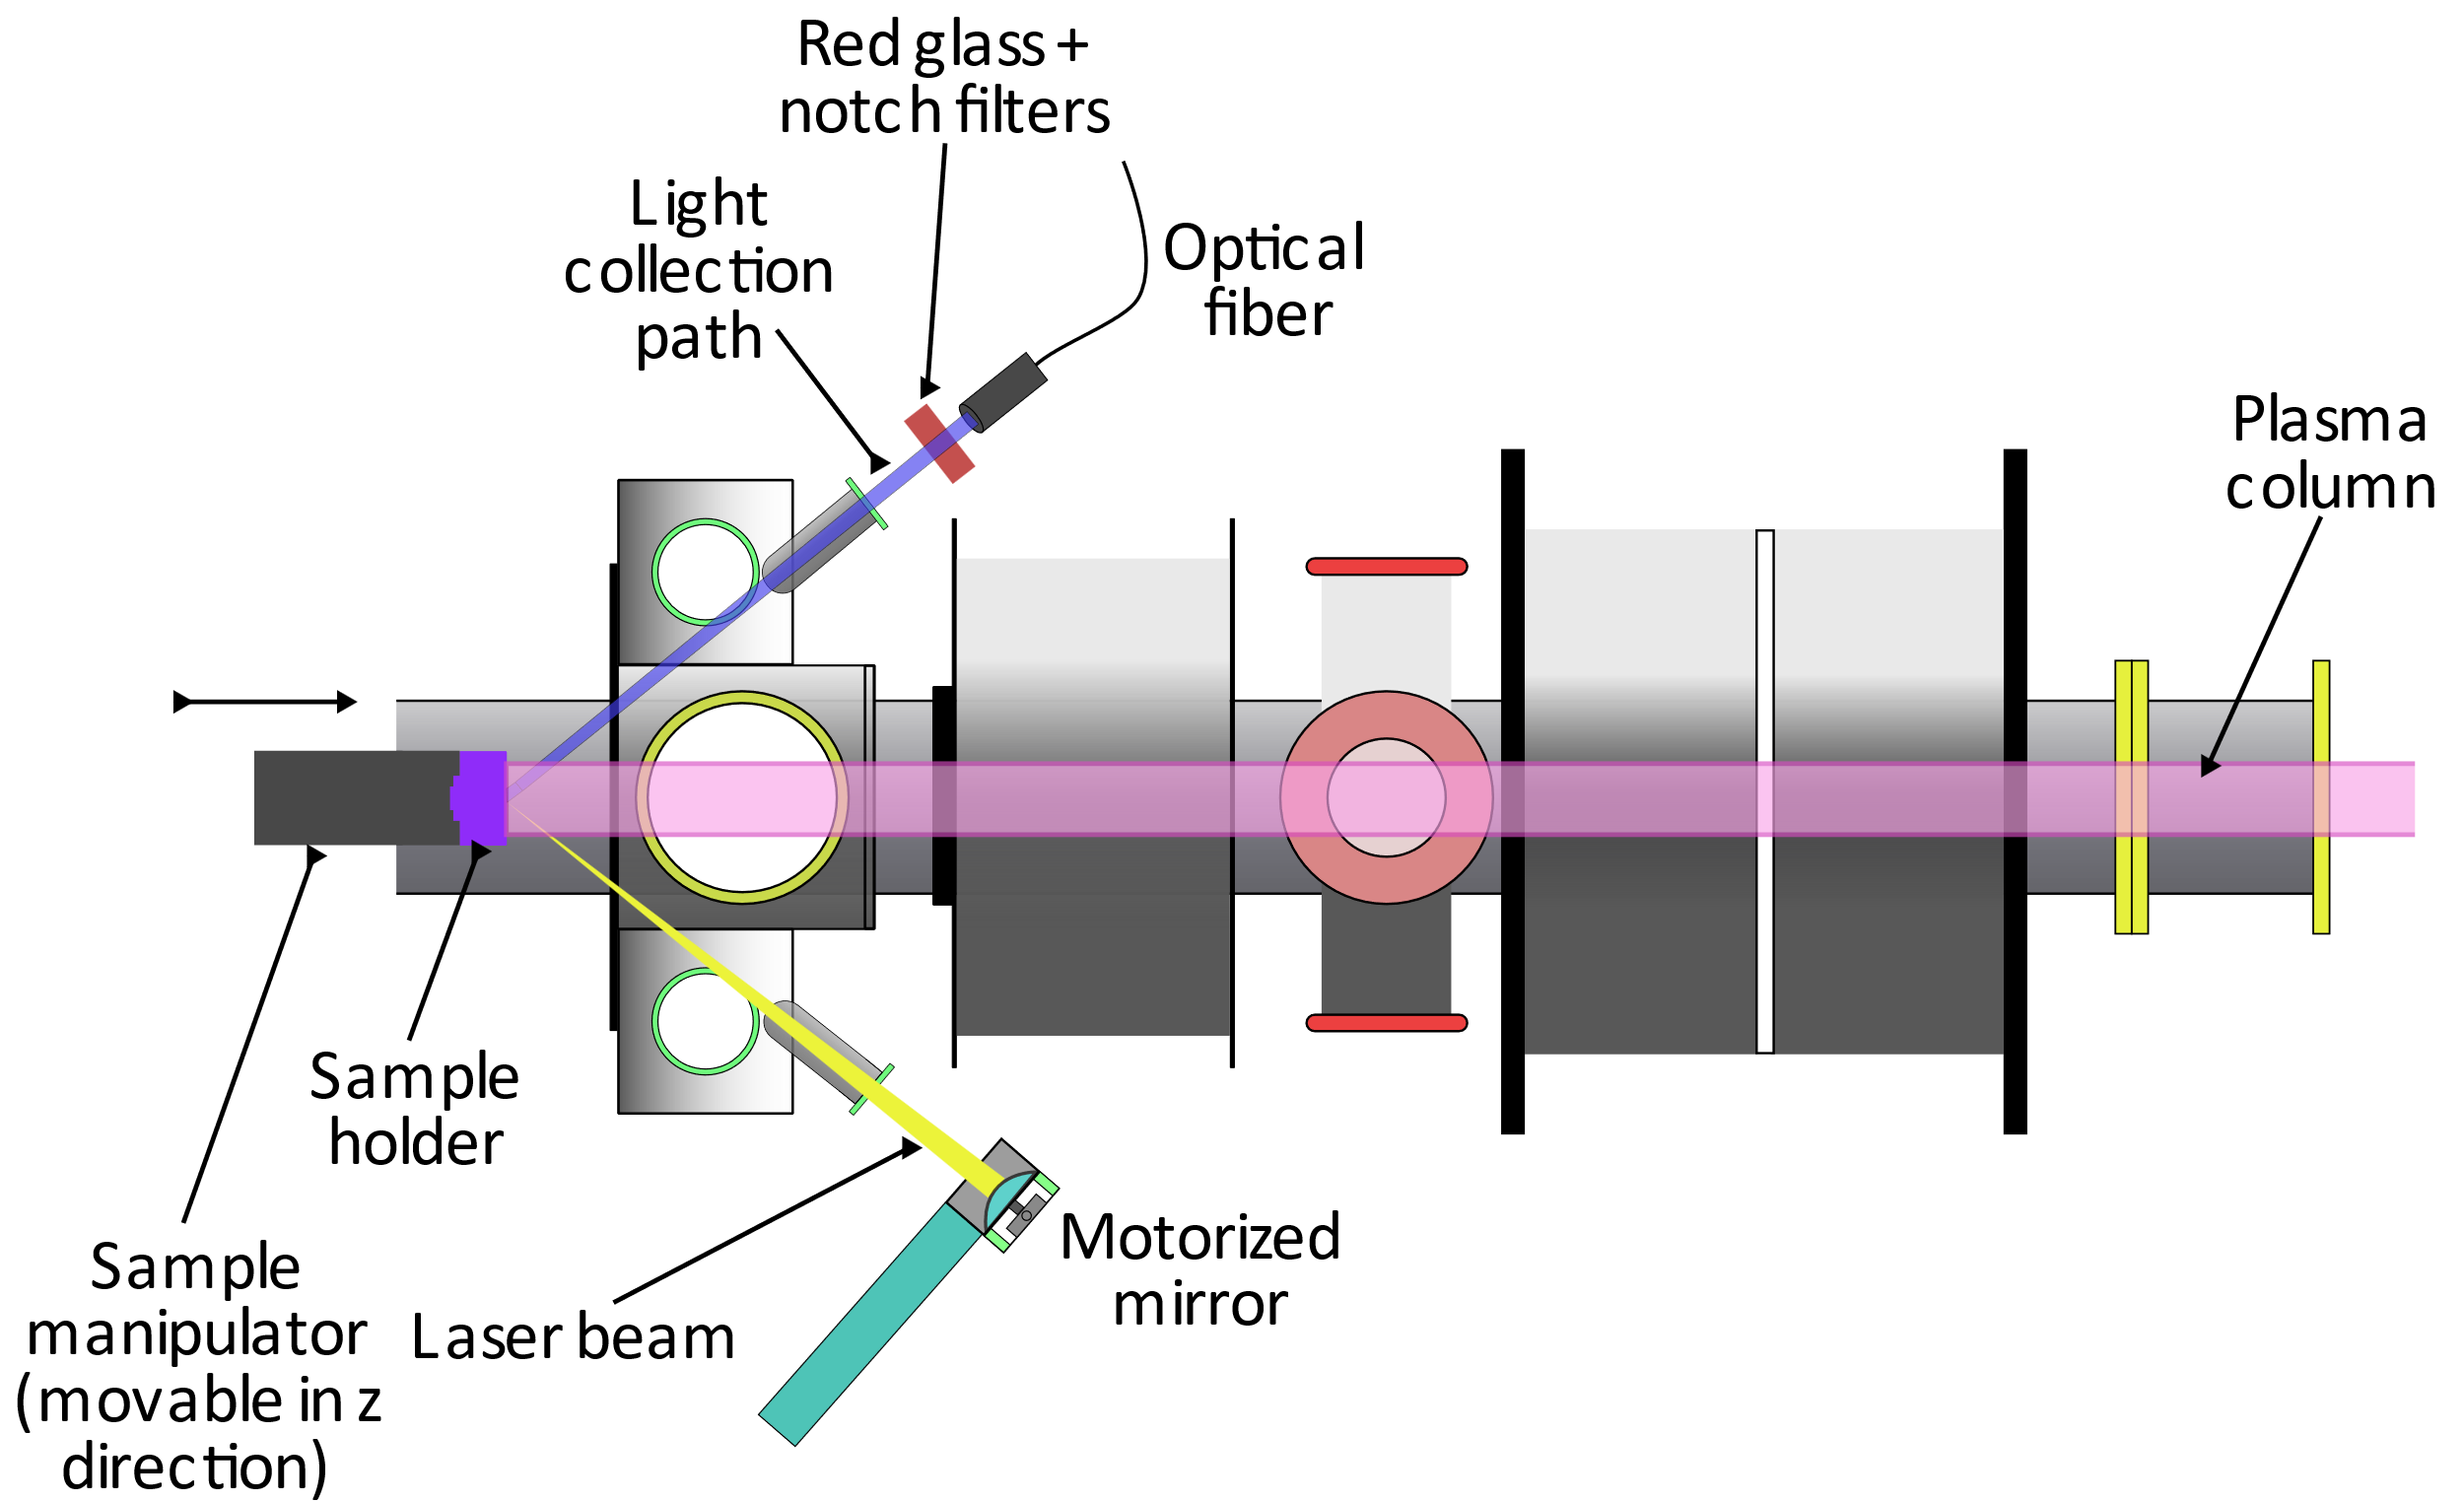 Red glass +
notch filters
Light
collection
path
Optical
fiber
Plasma
column
Sample
holder
Sample
manipulator
(movable in z
direction)
Laser beam
Motorized
mirror